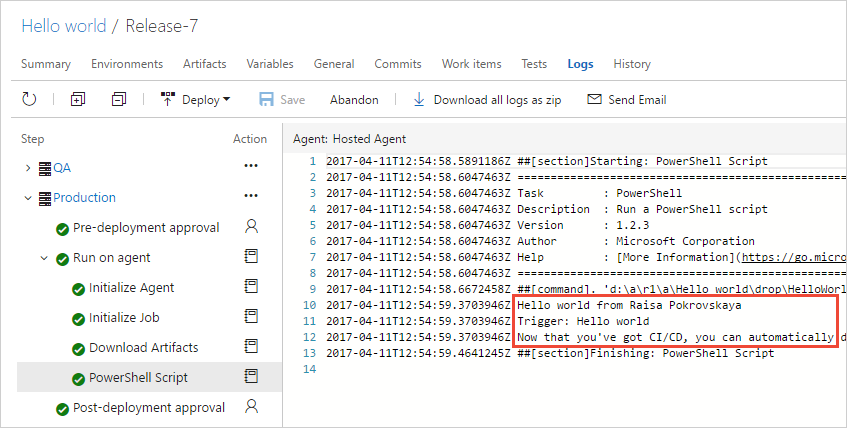 Hello world / Release-7
Summary Environments Artifacts Variables General Commits Work items Tests Logs History
Deploy Save Abandon Download all logs as zip Send Email
Step Action
QA
Production
Pre-deployment approval
Run on agent
Initialize Agent
Initialize Job
Download Artifacts
PowerShell Script
Post-deployment approval
Agent: Hosted Agent
1 2017-04-11T12:54:58.5891186Z ##[section]Starting: PowerShell Script
2 2017-04-11T12:54:58.6047463Z ==============================================
3 2017-04-11T12:54:58.6047463Z Task : PowerShell
4 2017-04-11T12:54:58.6047463Z Description : Run a PowerShell script
5 2017-04-11T12:54:58.6047463Z Version : 1.2.3
6 2017-04-11T12:54:58.6047463Z Author : Microsoft Corporation
7 2017-04-11T12:54:58.6047463Z Help : [More Information](https://go.micro
8 2017-04-11T12:54:58.6047463Z ==============================================
9 2017-04-11T12:54:58.6672458Z ##[command]. 'd:\a\r1\a\Hello world\drop\HelloWorl
10 2017-04-11T12:54:59.3703946Z Hello world from Raisa Pokrovskaya
11 2017-04-11T12:54:59.3703946Z Trigger: Hello world
12 2017-04-11T12:54:59.3703946Z Now that you've got CI/CD, you can automatically d
13 2017-04-11T12:54:59.4641245Z ##[section]Finishing: PowerShell Script
14